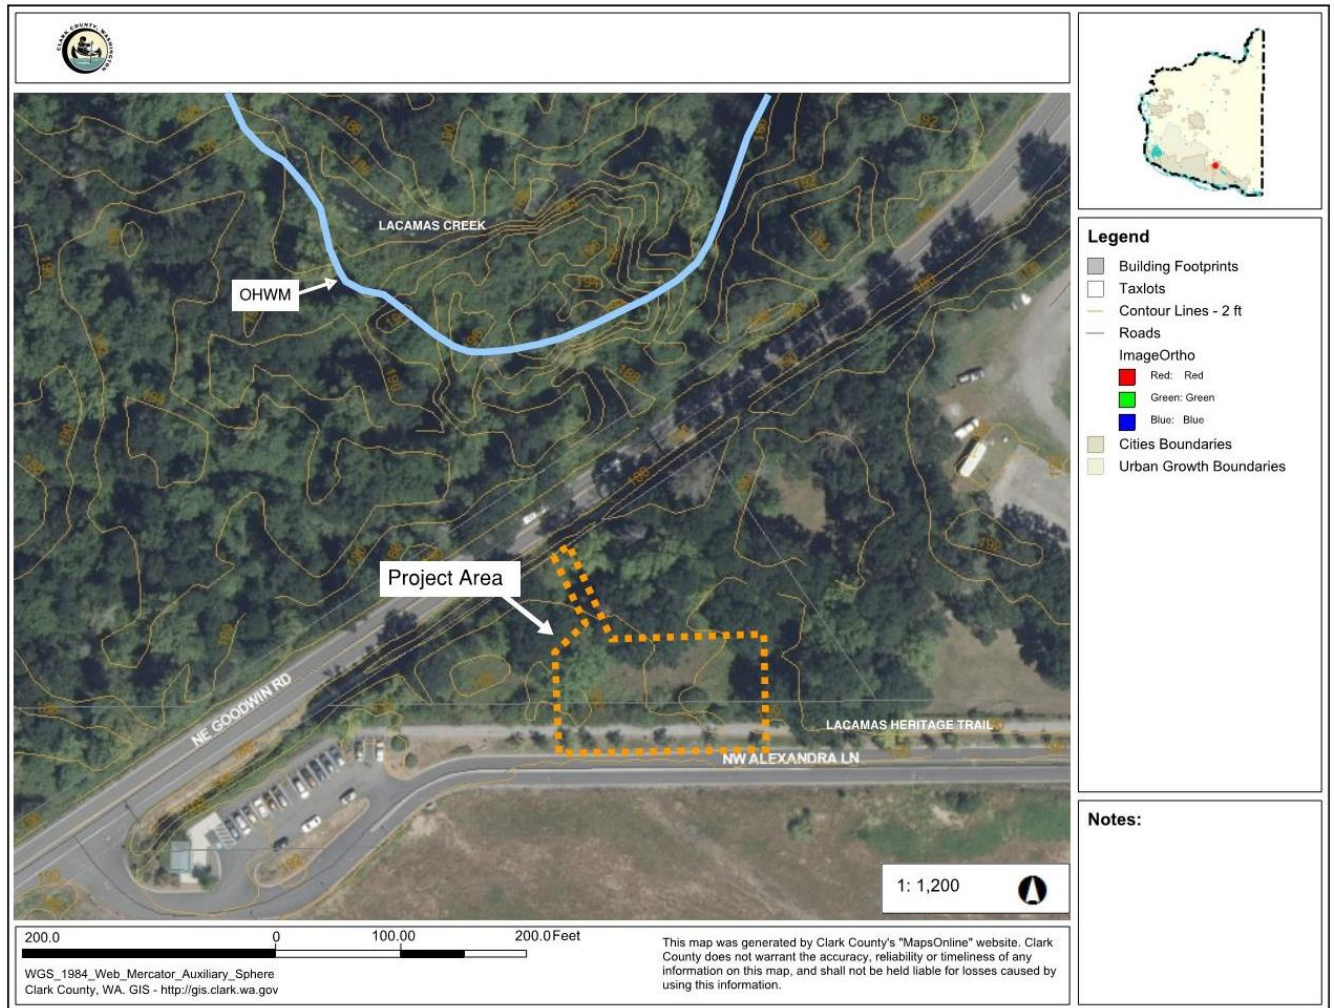 CLARK COUNTY, WASHINGTON
LACAMAS CREEK
OHWM
Project Area
NE GOODWIN RD
LACAMAS HERITAGE TRAIL
NW ALEXANDRA LN
1: 1,200
Legend
Building Footprints
Taxlots
Contour Lines - 2 ft
Roads
ImageOrtho
Red: Red
Green: Green
Blue: Blue
Cities Boundaries
Urban Growth Boundaries
Notes:
200.0 0 100.00 200.0 Feet
WGS_1984_Web_Mercator_Auxiliary_Sphere
Clark County, WA. GIS - http://gis.clark.wa.gov
This map was generated by Clark County's "MapsOnline" website. Clark
County does not warrant the accuracy, reliability or timeliness of any
information on this map, and shall not be held liable for losses caused by
using this information.